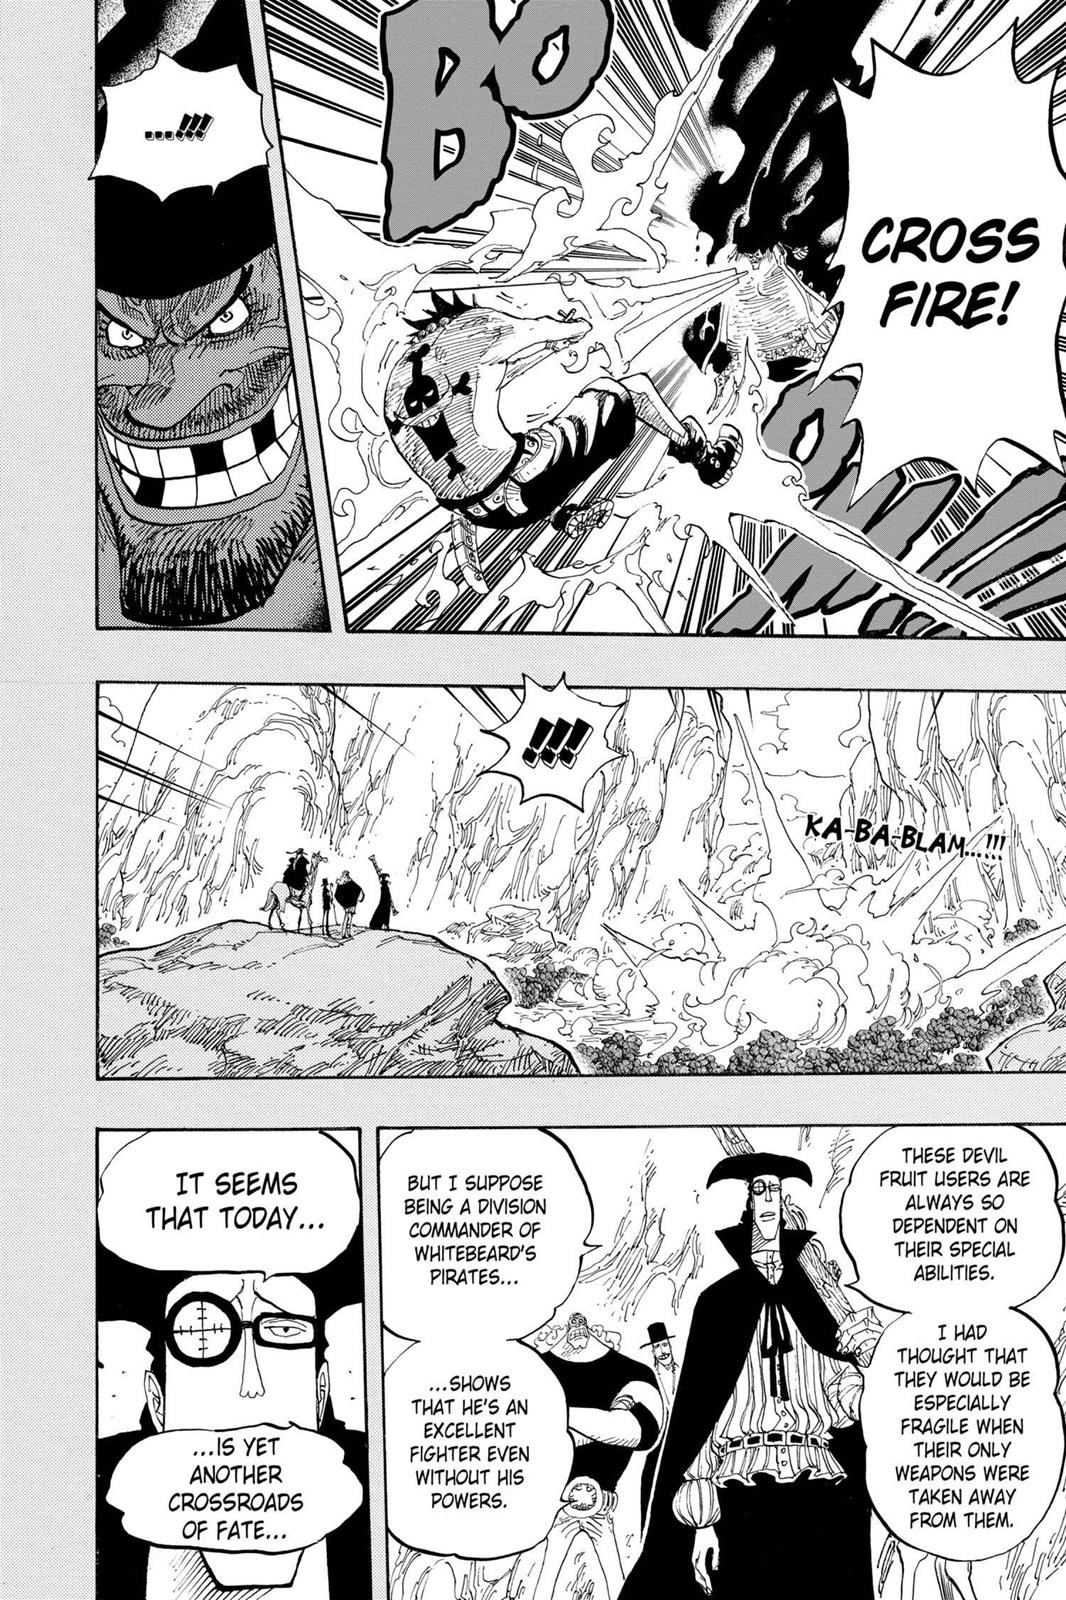 CROSS
FIRE!
BO
....!!!
!!!
KA-BA-BLAM...!!!
THESE DEVIL
FRUIT USERS ARE
ALWAYS SO
DEPENDENT ON
THEIR SPECIAL
ABILITIES.
I HAD
THOUGHT THAT
THEY WOULD BE
ESPECIALLY
FRAGILE WHEN
THEIR ONLY
WEAPONS WERE
TAKEN AWAY
FROM THEM.
BUT I SUPPOSE
BEING A DIVISION
COMMANDER OF
WHITEBEARD'S
PIRATES...
...SHOWS
THAT HE'S AN
EXCELLENT
FIGHTER EVEN
WITHOUT HIS
POWERS.
IT SEEMS
THAT TODAY...
...IS YET
ANOTHER
CROSSROADS
OF FATE...